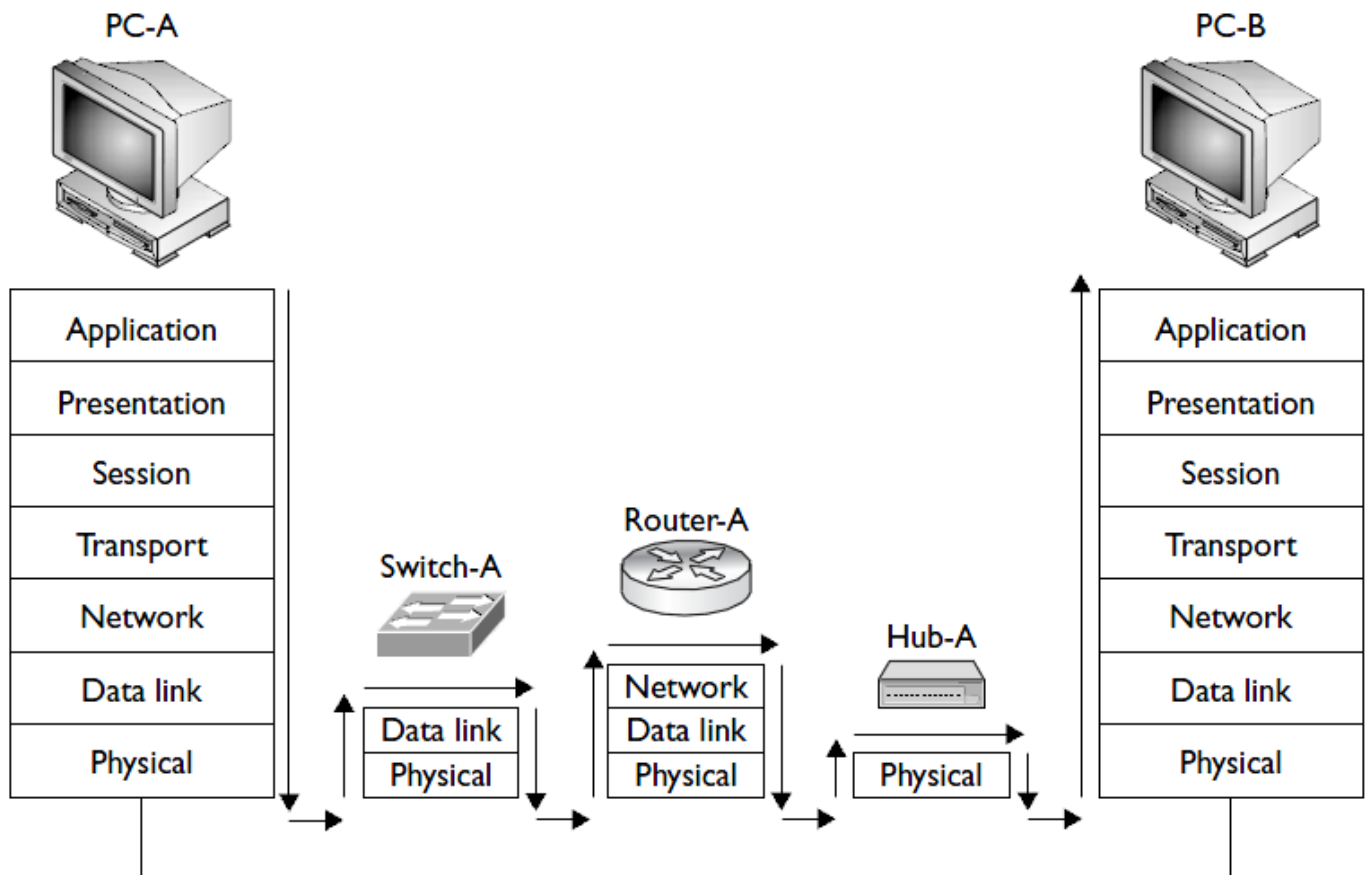 PC-A
PC-B
Application
Presentation
Session
Transport
Network
Data link
Physical
Switch-A
Data link
Physical
Router-A
Network
Data link
Physical
Hub-A
Physical
Application
Presentation
Session
Transport
Network
Data link
Physical